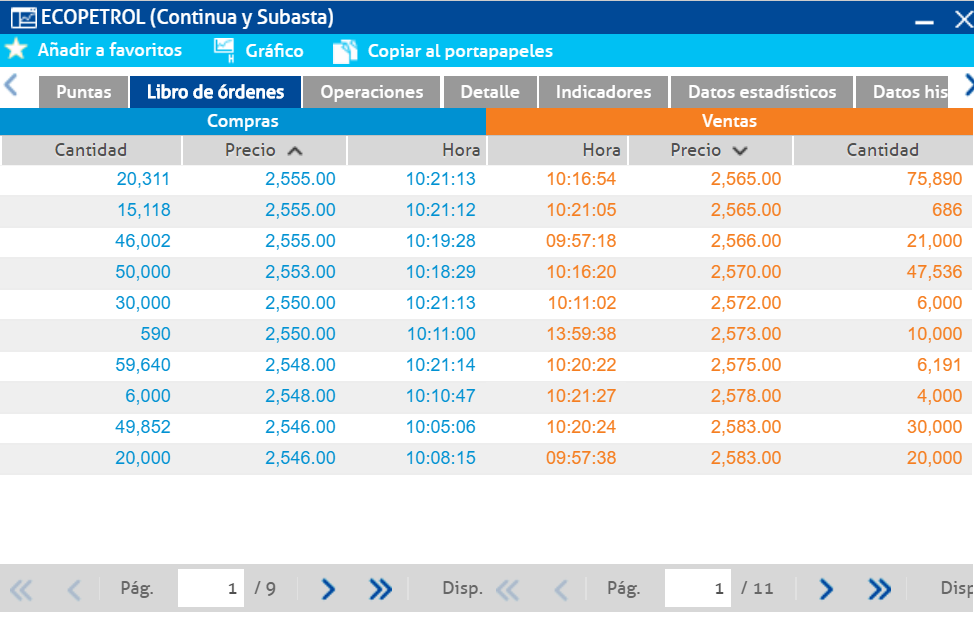 ECOPETROL (Continua y Subasta)
Añadir a favoritos Gráfico Copiar al portapapeles
Puntas Libro de órdenes Operaciones Detalle Indicadores Datos estadísticos Datos his
Compras Ventas
Cantidad Precio Hora Hora Precio Cantidad
20,311 2,555.00 10:21:13 10:16:54 2,565.00 75,890
15,118 2,555.00 10:21:12 10:21:05 2,565.00 686
46,002 2,555.00 10:19:28 09:57:18 2,566.00 21,000
50,000 2,553.00 10:18:29 10:16:20 2,570.00 47,536
30,000 2,550.00 10:21:13 10:11:02 2,572.00 6,000
590 2,550.00 10:11:00 13:59:38 2,573.00 10,000
59,640 2,548.00 10:21:14 10:20:22 2,575.00 6,191
6,000 2,548.00 10:10:47 10:21:27 2,578.00 4,000
49,852 2,546.00 10:05:06 10:20:24 2,583.00 30,000
20,000 2,546.00 10:08:15 09:57:38 2,583.00 20,000
Pág. 1 / 9 Disp. Pág. 1 / 11 Disp